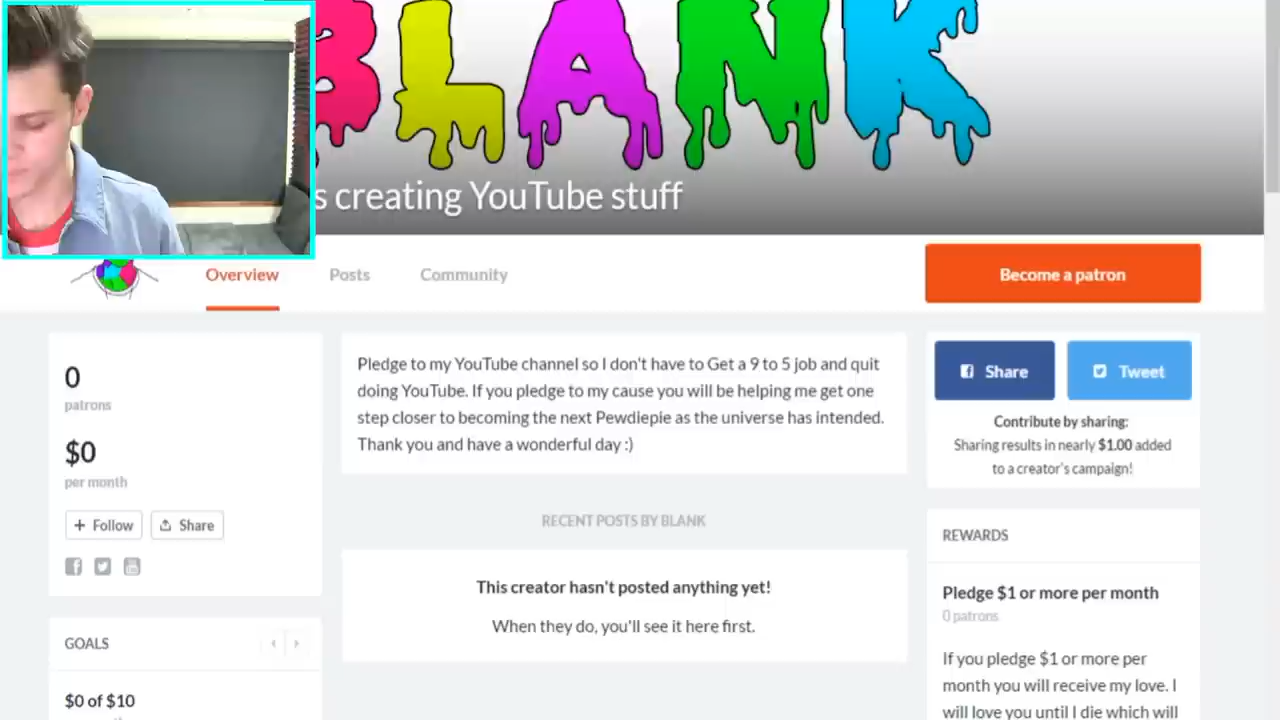 BLANK
s creating YouTube stuff
Overview
Posts
Community
Become a patron
0
patrons
$0
per month
+ Follow
Share
GOALS
$0 of $10
Pledge to my YouTube channel so I don't have to Get a 9 to 5 job and quit
doing YouTube. If you pledge to my cause you will be helping me get one
step closer to becoming the next Pewdiepie as the universe has intended.
Thank you and have a wonderful day :)
RECENT POSTS BY BLANK
This creator hasn't posted anything yet!
When they do, you'll see it here first.
Share
Tweet
Contribute by sharing:
Sharing results in nearly $1.00 added
to a creator's campaign!
REWARDS
Pledge $1 or more per month
0 patrons
If you pledge $1 or more per
month you will receive my love. I
will love you until I die which will